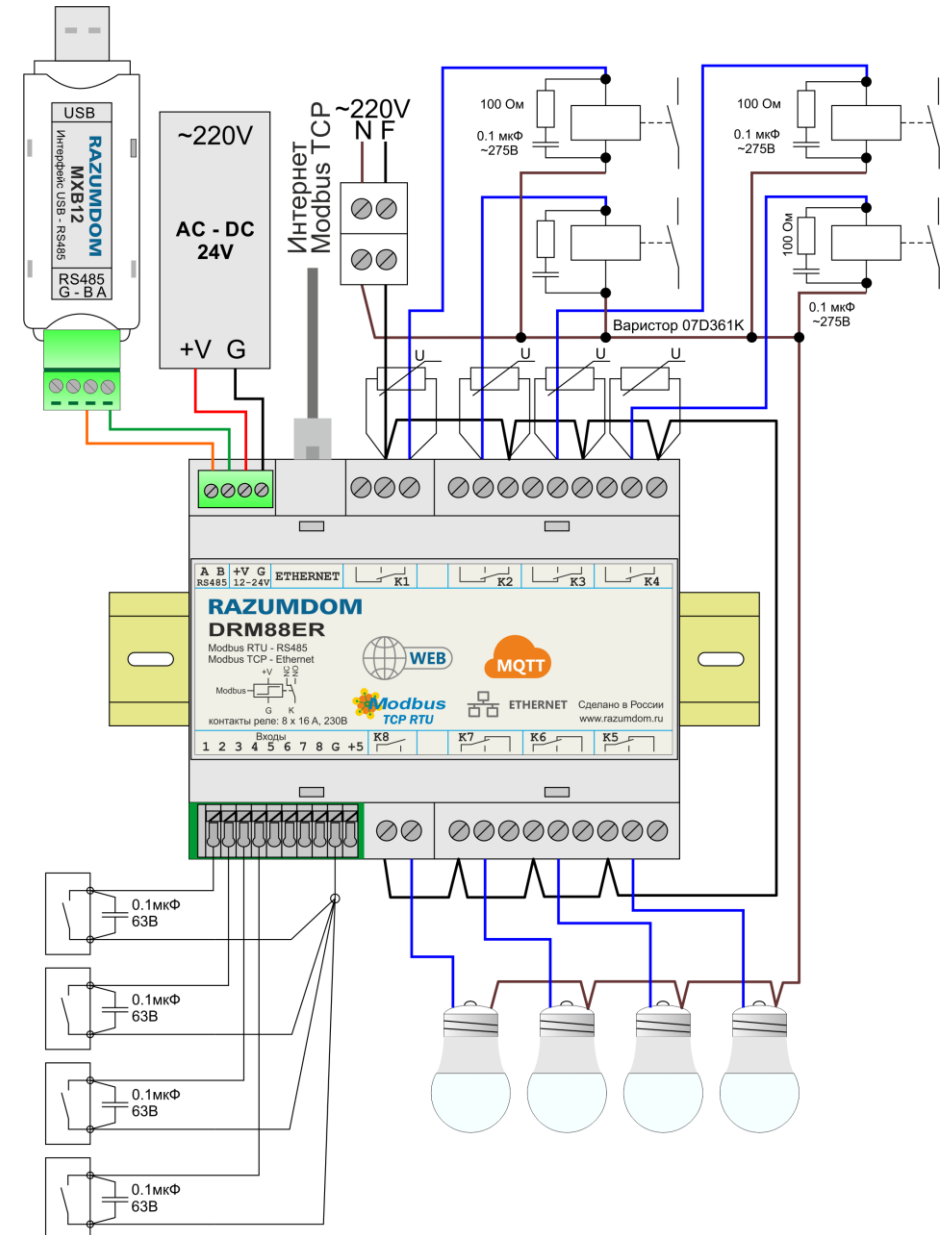 USB
RAZUMDOM
MXB12
Интерфейс USB - RS485
RS485
G - B A
~220V
AC - DC
24V
+V G
Интернет
Modbus TCP
~220V
N F
100 Ом
0.1 мкФ
~275В
100 Ом
0.1 мкФ
~275В
100 Ом
0.1 мкФ
~275В
Варистор 07D361K
U
U
U
U
A B +V G
RS485 12-24V
ETHERNET
K1
K2
K3
K4
RAZUMDOM
DRM88ER
Modbus RTU - RS485
Modbus TCP - Ethernet
+V
NC
NO
Modbus
G K
контакты реле: 8 x 16 A, 230В
WEB
MQTT
Modbus
TCP RTU
ETHERNET
Сделано в России
www.razumdom.ru
Входы
1 2 3 4 5 6 7 8 G +5
K8
K7
K6
K5
0.1мкФ
63В
0.1мкФ
63В
0.1мкФ
63В
0.1мкФ
63В